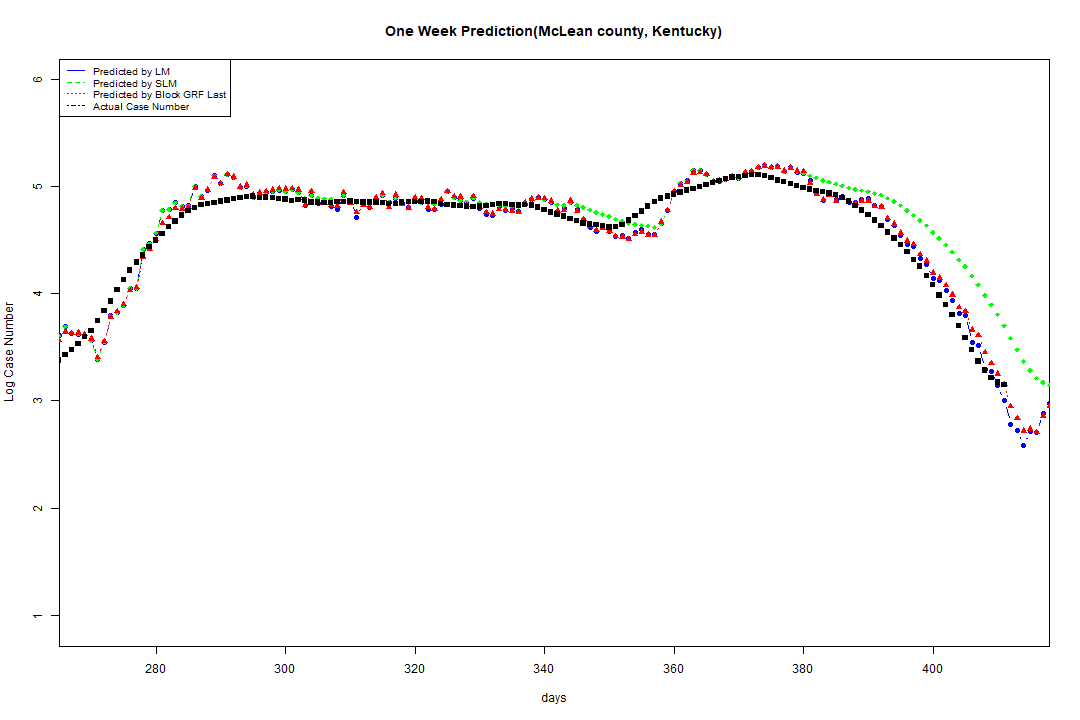 One Week Prediction(McLean county, Kentucky)
Predicted by LM
Predicted by SLM
Predicted by Block GRF Last
Actual Case Number
6
5
4
3
2
1
Log Case Number
280 300 320 340 360 380 400
days